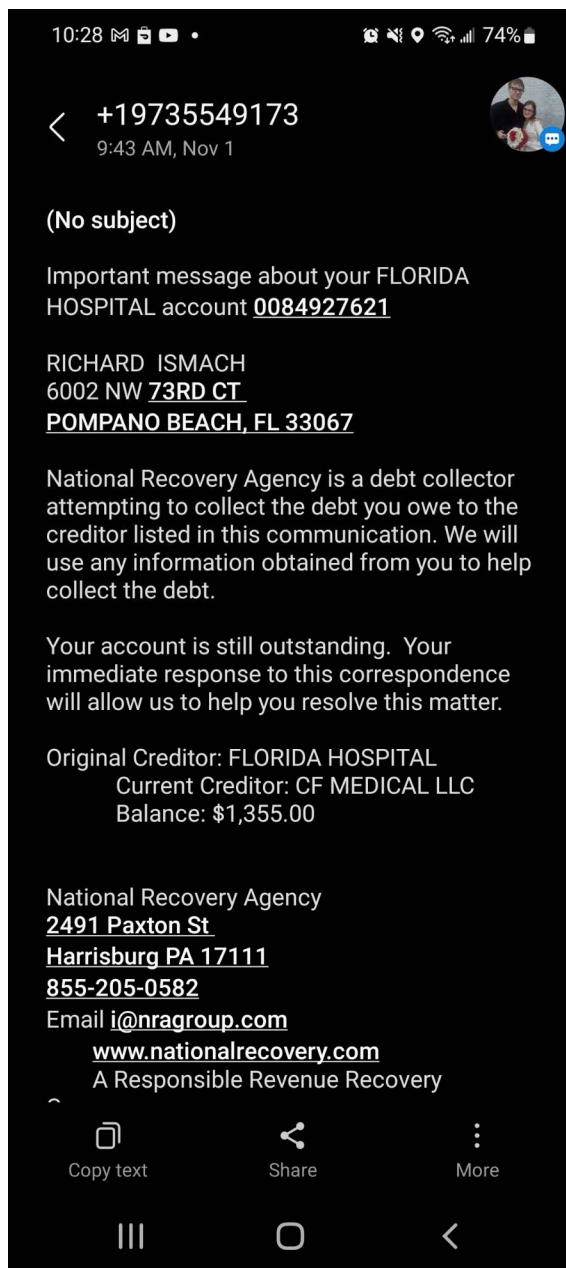 10:28 74%
+19735549173
9:43 AM, Nov 1
(No subject)
Important message about your FLORIDA
HOSPITAL account 0084927621
RICHARD  ISMACH
6002 NW 73RD CT
POMPANO BEACH, FL 33067
National Recovery Agency is a debt collector
attempting to collect the debt you owe to the
creditor listed in this communication. We will
use any information obtained from you to help
collect the debt.
Your account is still outstanding.  Your
immediate response to this correspondence
will allow us to help you resolve this matter.
Original Creditor: FLORIDA HOSPITAL
Current Creditor: CF MEDICAL LLC
Balance: $1,355.00
National Recovery Agency
2491 Paxton St
Harrisburg PA 17111
855-205-0582
Email i@nragroup.com
www.nationalrecovery.com
A Responsible Revenue Recovery
Copy text
Share
More